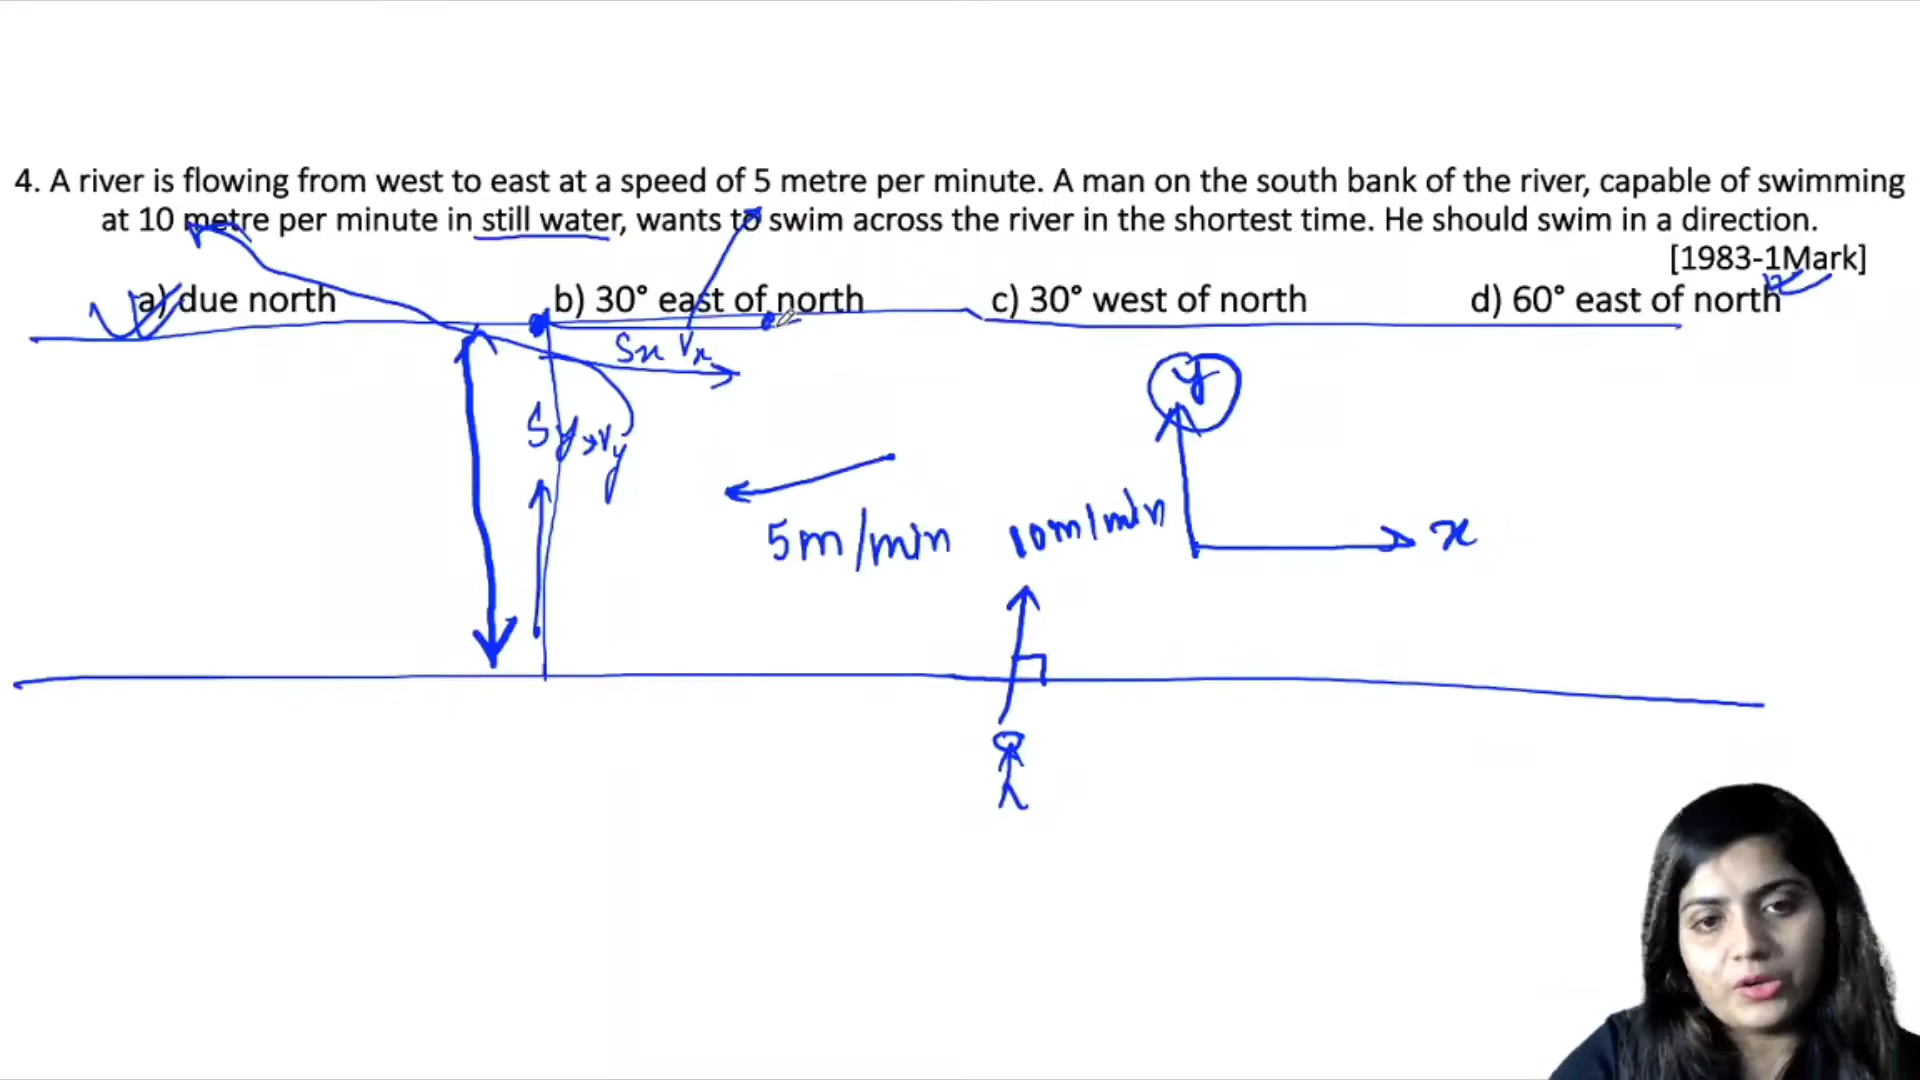 4. A river is flowing from west to east at a speed of 5 metre per minute. A man on the south bank of the river, capable of swimming
at 10 metre per minute in still water, wants to swim across the river in the shortest time. He should swim in a direction.
[1983-1Mark]
a) due north b) 30° east of north c) 30° west of north d) 60° east of north
Sx Vx
y
Sy, Vy
5m/min 10m/min x